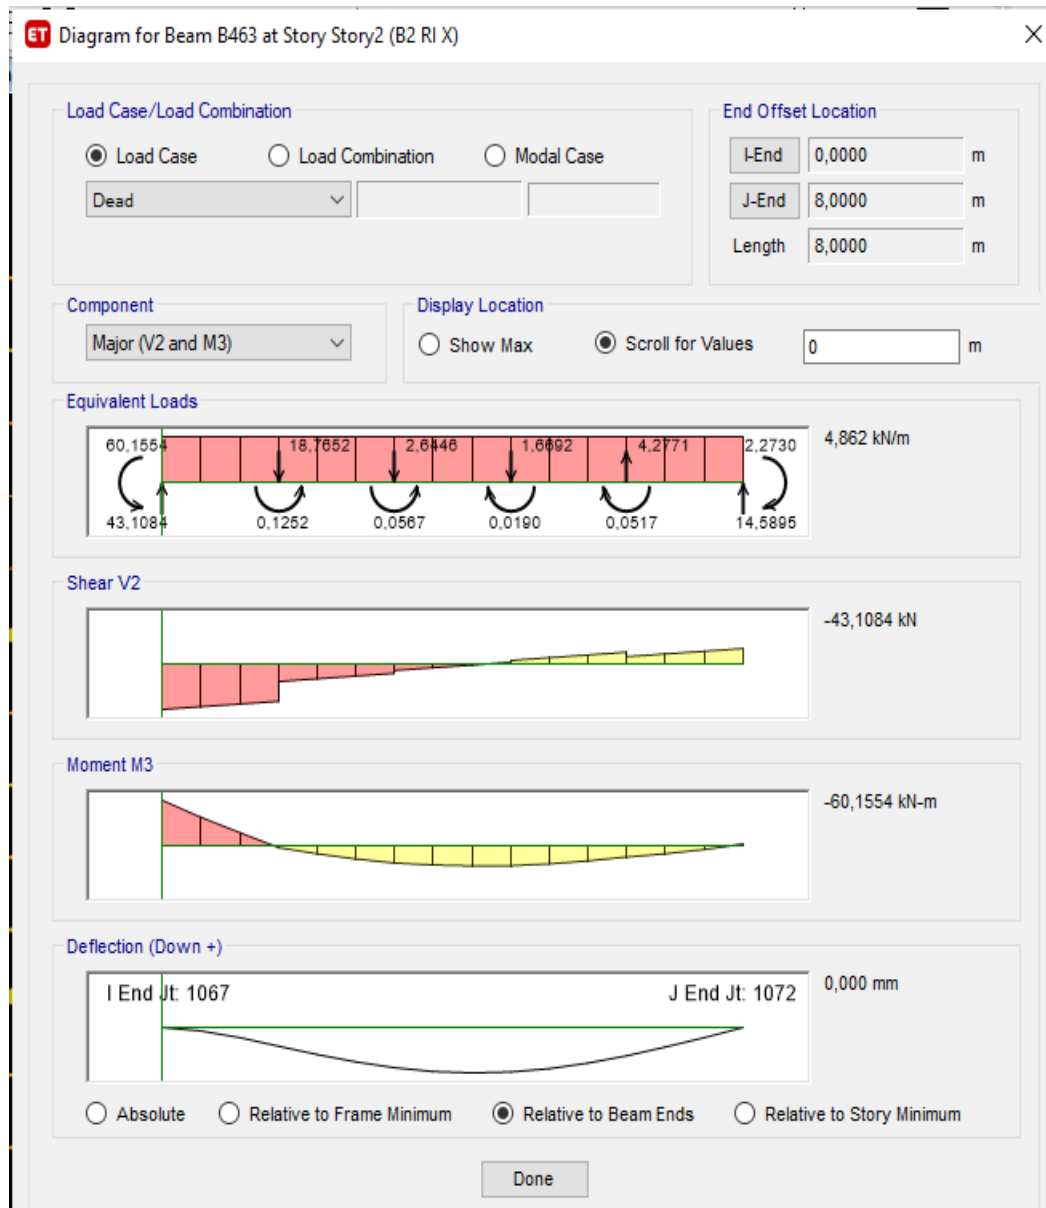 ET Diagram for Beam B463 at Story Story2 (B2 RI X)
Load Case/Load Combination
Load Case Load Combination Modal Case
Dead
End Offset Location
I-End 0,0000 m
J-End 8,0000 m
Length 8,0000 m
Component
Major (V2 and M3)
Display Location
Show Max Scroll for Values 0 m
Equivalent Loads
60,1554 18,7652 2,6446 1,6692 4,2771 2,2730 4,862 kN/m
43,1084 0,1252 0,0567 0,0190 0,0517 14,5895
Shear V2
-43,1084 kN
Moment M3
-60,1554 kN-m
Deflection (Down +)
I End Jt: 1067 J End Jt: 1072 0,000 mm
Absolute Relative to Frame Minimum Relative to Beam Ends Relative to Story Minimum
Done